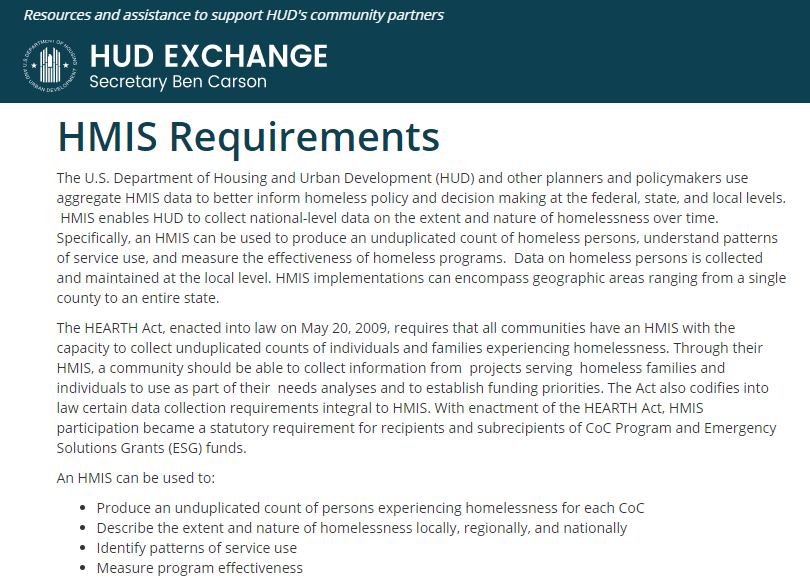 Resources and assistance to support HUD's community partners
U.S. DEPARTMENT OF HOUSING AND URBAN DEVELOPMENT
HUD EXCHANGE
Secretary Ben Carson
HMIS Requirements
The U.S. Department of Housing and Urban Development (HUD) and other planners and policymakers use
aggregate HMIS data to better inform homeless policy and decision making at the federal, state, and local levels.
HMIS enables HUD to collect national-level data on the extent and nature of homelessness over time.
Specifically, an HMIS can be used to produce an unduplicated count of homeless persons, understand patterns
of service use, and measure the effectiveness of homeless programs.  Data on homeless persons is collected
and maintained at the local level. HMIS implementations can encompass geographic areas ranging from a single
county to an entire state.
The HEARTH Act, enacted into law on May 20, 2009, requires that all communities have an HMIS with the
capacity to collect unduplicated counts of individuals and families experiencing homelessness. Through their
HMIS, a community should be able to collect information from  projects serving  homeless families and
individuals to use as part of their  needs analyses and to establish funding priorities. The Act also codifies into
law certain data collection requirements integral to HMIS. With enactment of the HEARTH Act, HMIS
participation became a statutory requirement for recipients and subrecipients of CoC Program and Emergency
Solutions Grants (ESG) funds.
An HMIS can be used to:
• Produce an unduplicated count of persons experiencing homelessness for each CoC
• Describe the extent and nature of homelessness locally, regionally, and nationally
• Identify patterns of service use
• Measure program effectiveness